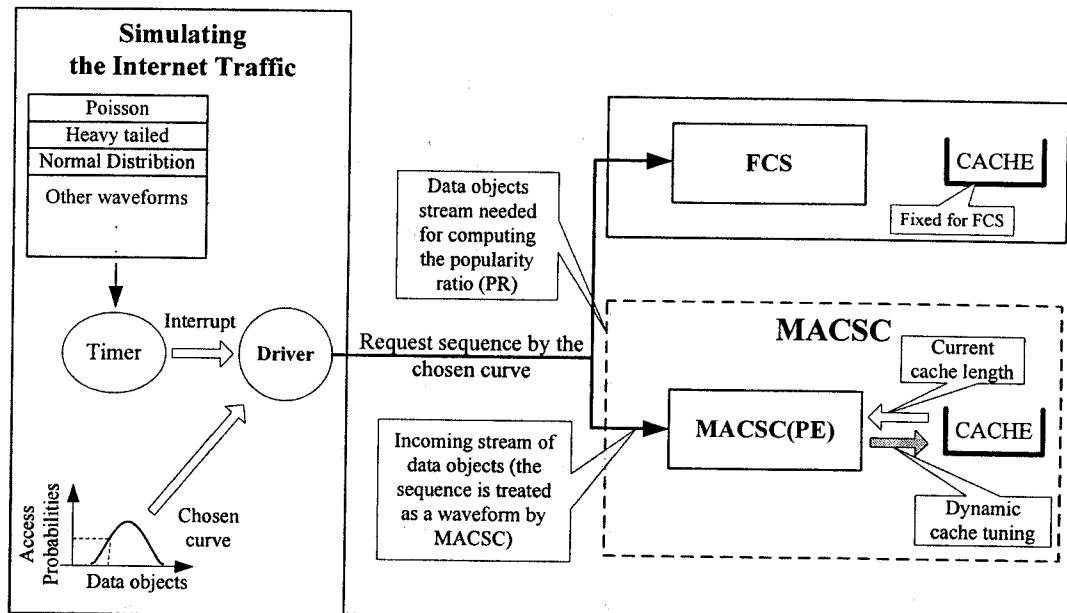 Simulating
the Internet Traffic
Poisson
Heavy tailed
Normal Distribtion
Other waveforms
Timer
Interrupt
Driver
Access
Probabilities
Data objects
Chosen
curve
Request sequence by the
chosen curve
Data objects
stream needed
for computing
the popularity
ratio (PR)
Incoming stream of
data objects (the
sequence is treated
as a waveform by
MACSC)
FCS
CACHE
Fixed for FCS
MACSC
Current
cache length
MACSC(PE)
CACHE
Dynamic
cache tuning